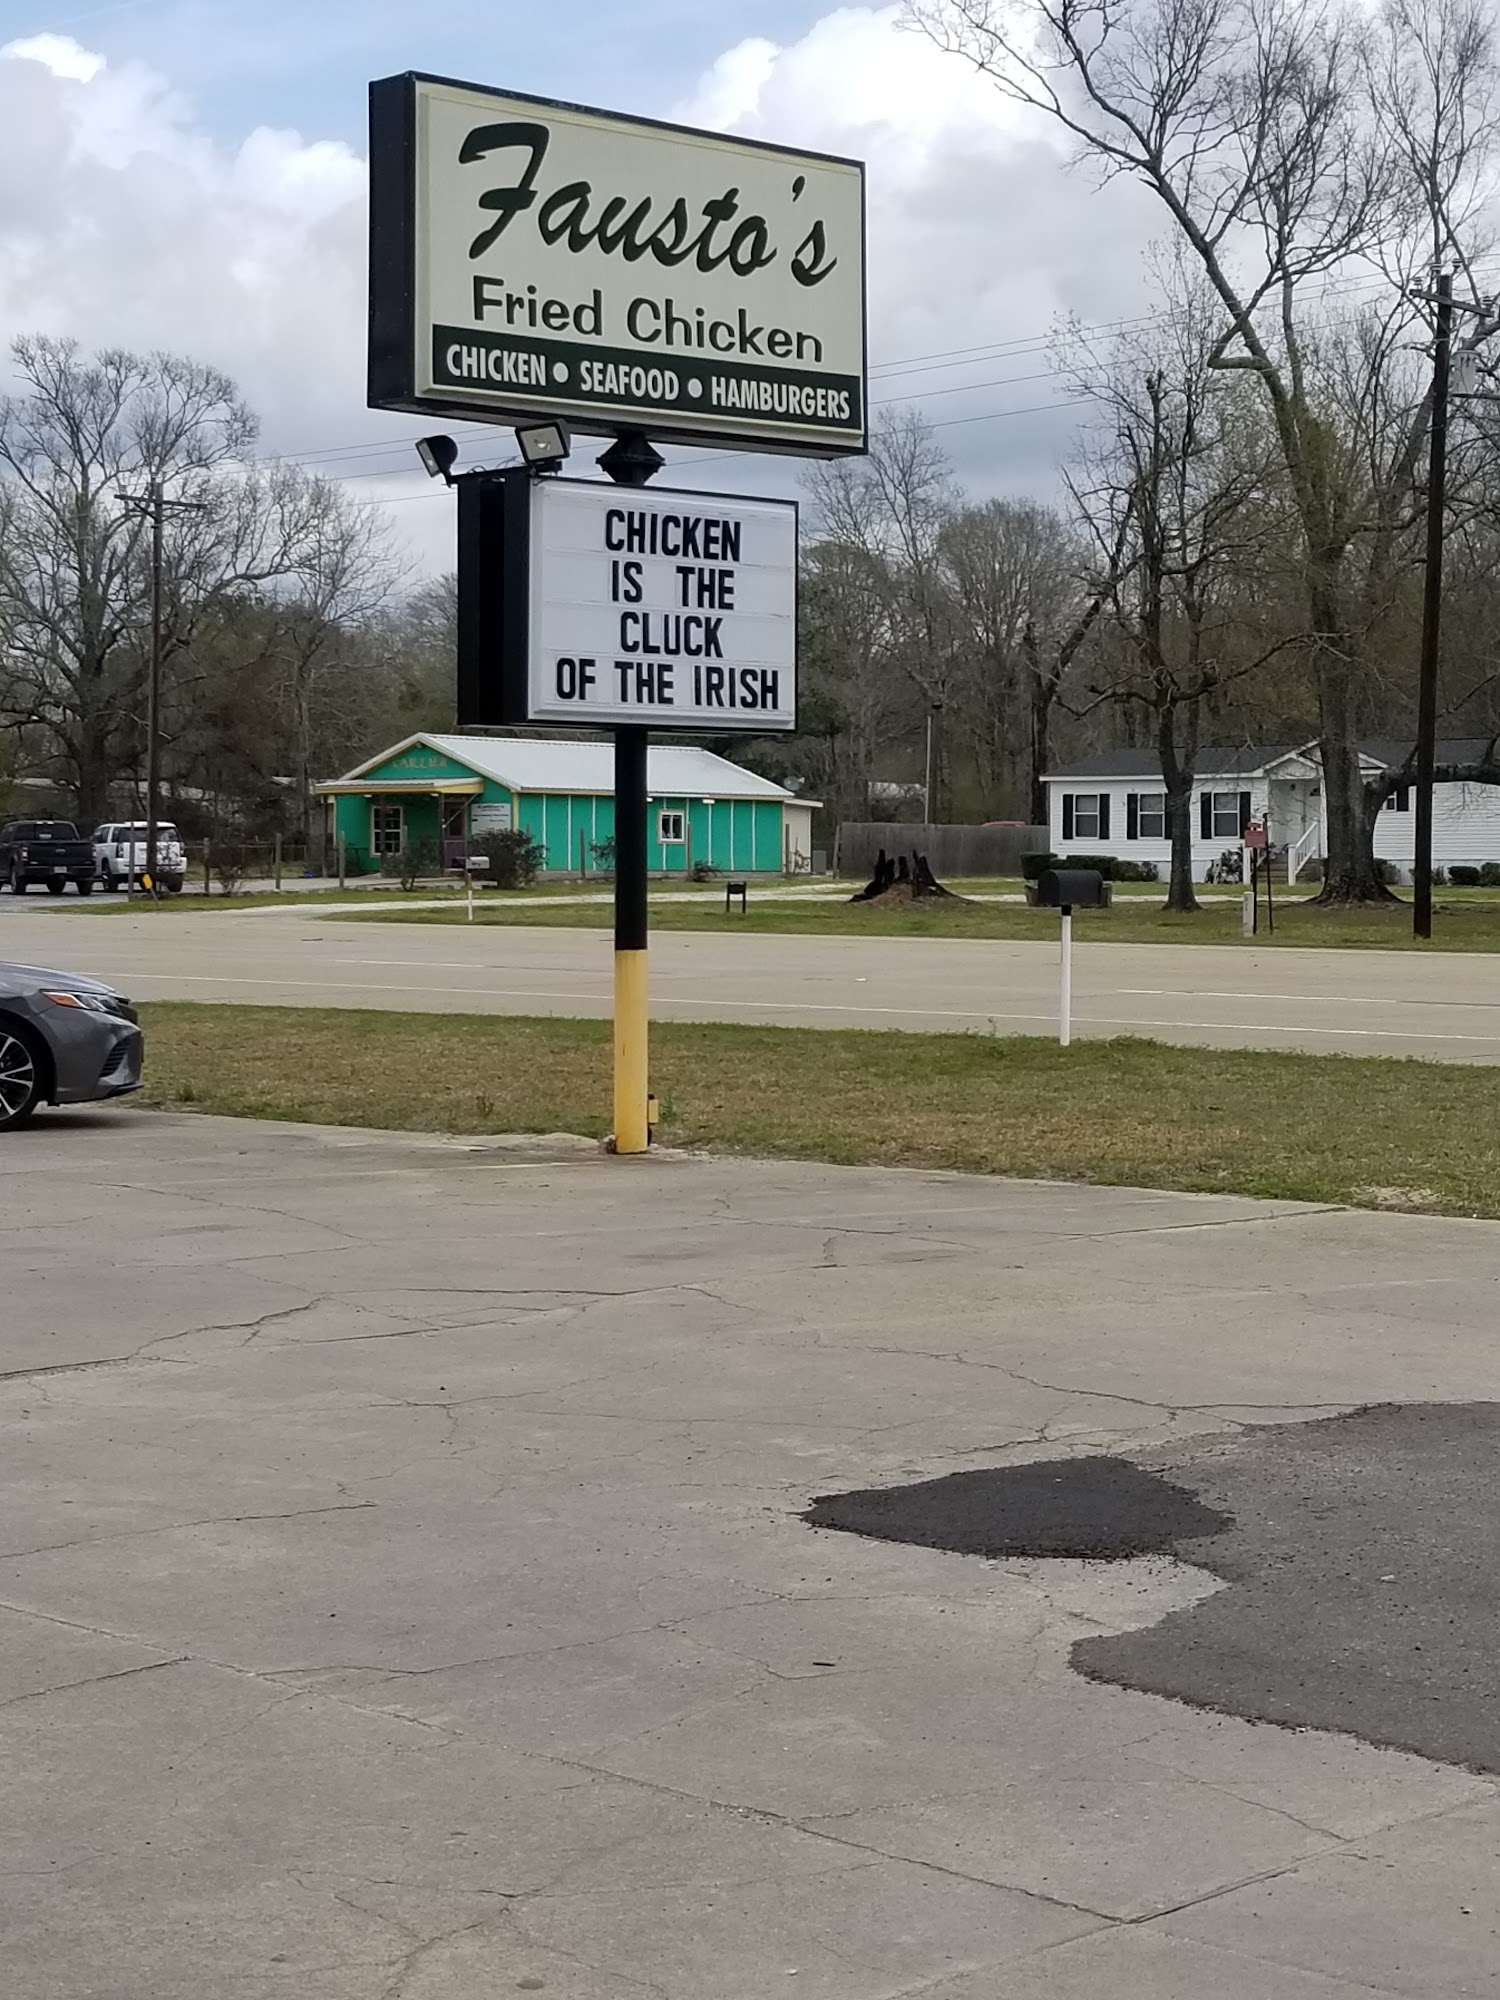 Fausto's
Fried Chicken
CHICKEN • SEAFOOD • HAMBURGERS
CHICKEN
IS THE
CLUCK
OF THE IRISH